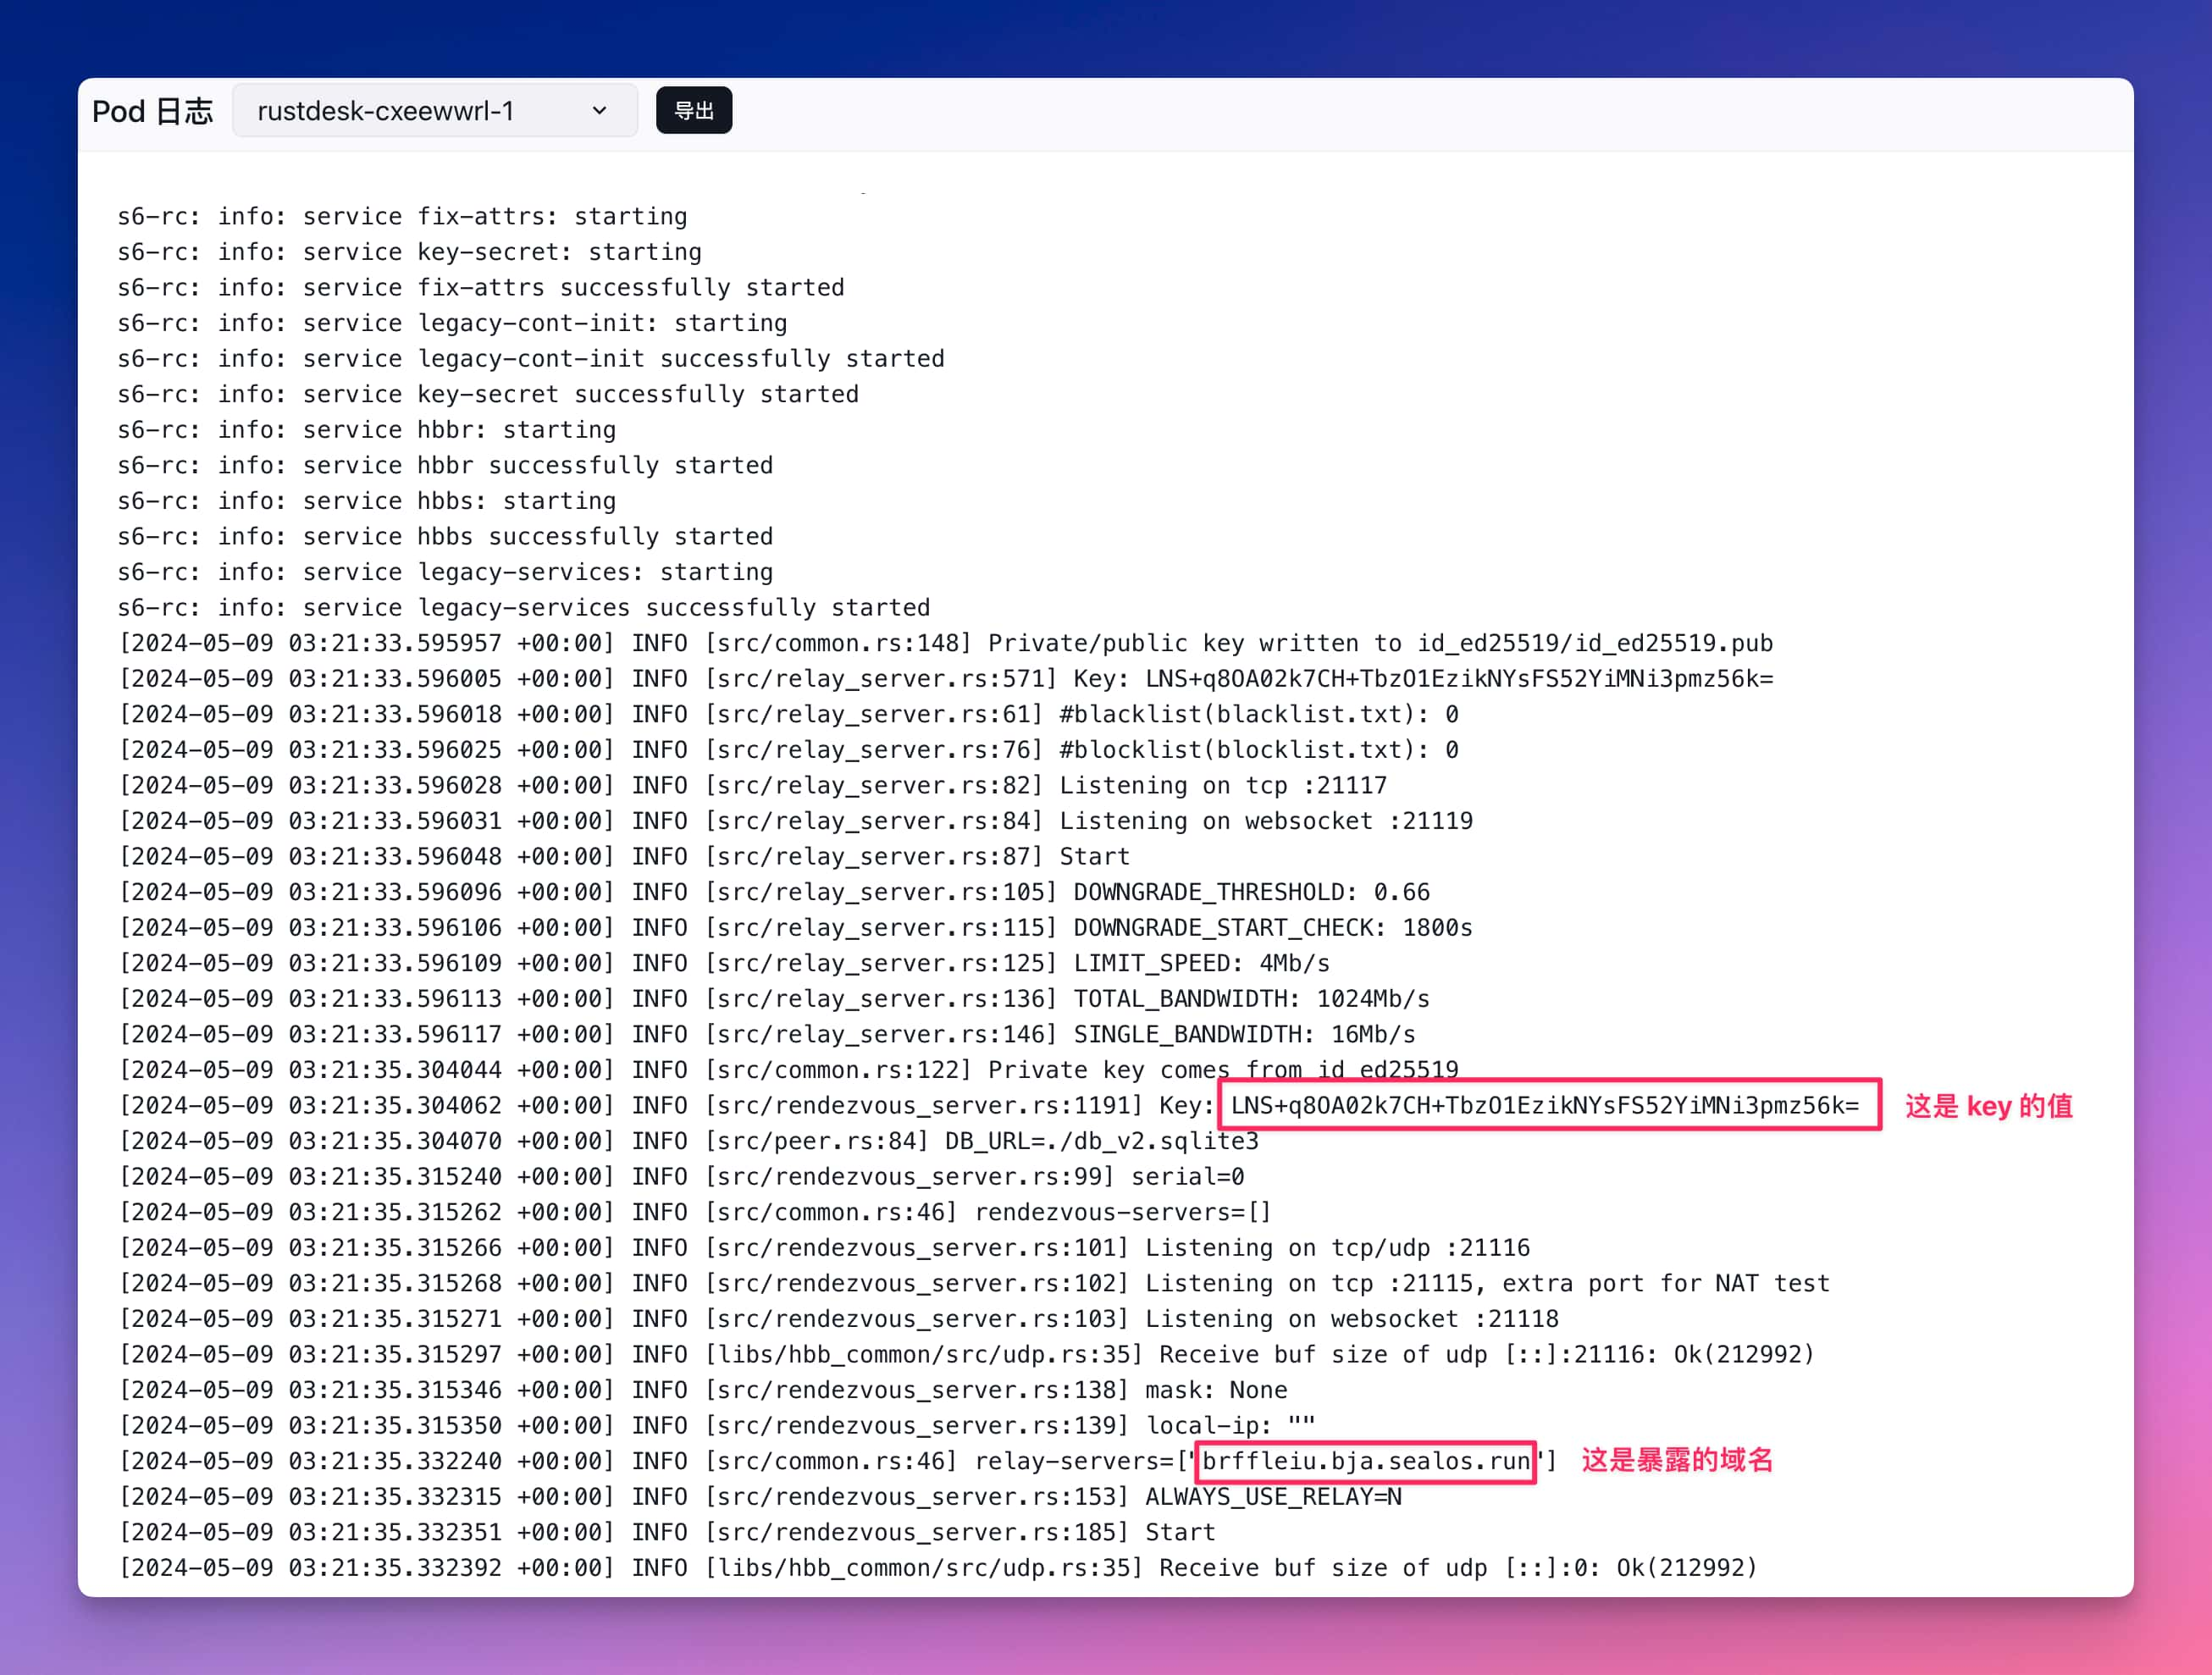 Pod 日志 rustdesk-cxeewwrl-1 导出
s6-rc: info: service fix-attrs: starting
s6-rc: info: service key-secret: starting
s6-rc: info: service fix-attrs successfully started
s6-rc: info: service legacy-cont-init: starting
s6-rc: info: service legacy-cont-init successfully started
s6-rc: info: service key-secret successfully started
s6-rc: info: service hbbr: starting
s6-rc: info: service hbbr successfully started
s6-rc: info: service hbbs: starting
s6-rc: info: service hbbs successfully started
s6-rc: info: service legacy-services: starting
s6-rc: info: service legacy-services successfully started
[2024-05-09 03:21:33.595957 +00:00] INFO [src/common.rs:148] Private/public key written to id_ed25519/id_ed25519.pub
[2024-05-09 03:21:33.596005 +00:00] INFO [src/relay_server.rs:571] Key: LNS+q8OA02k7CH+TbzO1EzikNYsFS52YiMNi3pmz56k=
[2024-05-09 03:21:33.596018 +00:00] INFO [src/relay_server.rs:61] #blacklist(blacklist.txt): 0
[2024-05-09 03:21:33.596025 +00:00] INFO [src/relay_server.rs:76] #blocklist(blocklist.txt): 0
[2024-05-09 03:21:33.596028 +00:00] INFO [src/relay_server.rs:82] Listening on tcp :21117
[2024-05-09 03:21:33.596031 +00:00] INFO [src/relay_server.rs:84] Listening on websocket :21119
[2024-05-09 03:21:33.596048 +00:00] INFO [src/relay_server.rs:87] Start
[2024-05-09 03:21:33.596096 +00:00] INFO [src/relay_server.rs:105] DOWNGRADE_THRESHOLD: 0.66
[2024-05-09 03:21:33.596106 +00:00] INFO [src/relay_server.rs:115] DOWNGRADE_START_CHECK: 1800s
[2024-05-09 03:21:33.596109 +00:00] INFO [src/relay_server.rs:125] LIMIT_SPEED: 4Mb/s
[2024-05-09 03:21:33.596113 +00:00] INFO [src/relay_server.rs:136] TOTAL_BANDWIDTH: 1024Mb/s
[2024-05-09 03:21:33.596117 +00:00] INFO [src/relay_server.rs:146] SINGLE_BANDWIDTH: 16Mb/s
[2024-05-09 03:21:35.304044 +00:00] INFO [src/common.rs:122] Private key comes from id_ed25519
[2024-05-09 03:21:35.304062 +00:00] INFO [src/rendezvous_server.rs:1191] Key: LNS+q8OA02k7CH+TbzO1EzikNYsFS52YiMNi3pmz56k= 这是 key 的值
[2024-05-09 03:21:35.304070 +00:00] INFO [src/peer.rs:84] DB_URL=./db_v2.sqlite3
[2024-05-09 03:21:35.315240 +00:00] INFO [src/rendezvous_server.rs:99] serial=0
[2024-05-09 03:21:35.315262 +00:00] INFO [src/common.rs:46] rendezvous-servers=[]
[2024-05-09 03:21:35.315266 +00:00] INFO [src/rendezvous_server.rs:101] Listening on tcp/udp :21116
[2024-05-09 03:21:35.315268 +00:00] INFO [src/rendezvous_server.rs:102] Listening on tcp :21115, extra port for NAT test
[2024-05-09 03:21:35.315271 +00:00] INFO [src/rendezvous_server.rs:103] Listening on websocket :21118
[2024-05-09 03:21:35.315297 +00:00] INFO [libs/hbb_common/src/udp.rs:35] Receive buf size of udp [::]:21116: Ok(212992)
[2024-05-09 03:21:35.315346 +00:00] INFO [src/rendezvous_server.rs:138] mask: None
[2024-05-09 03:21:35.315350 +00:00] INFO [src/rendezvous_server.rs:139] local-ip: ""
[2024-05-09 03:21:35.332240 +00:00] INFO [src/common.rs:46] relay-servers=["brffleiu.bja.sealos.run"] 这是暴露的域名
[2024-05-09 03:21:35.332315 +00:00] INFO [src/rendezvous_server.rs:153] ALWAYS_USE_RELAY=N
[2024-05-09 03:21:35.332351 +00:00] INFO [src/rendezvous_server.rs:185] Start
[2024-05-09 03:21:35.332392 +00:00] INFO [libs/hbb_common/src/udp.rs:35] Receive buf size of udp [::]:0: Ok(212992)